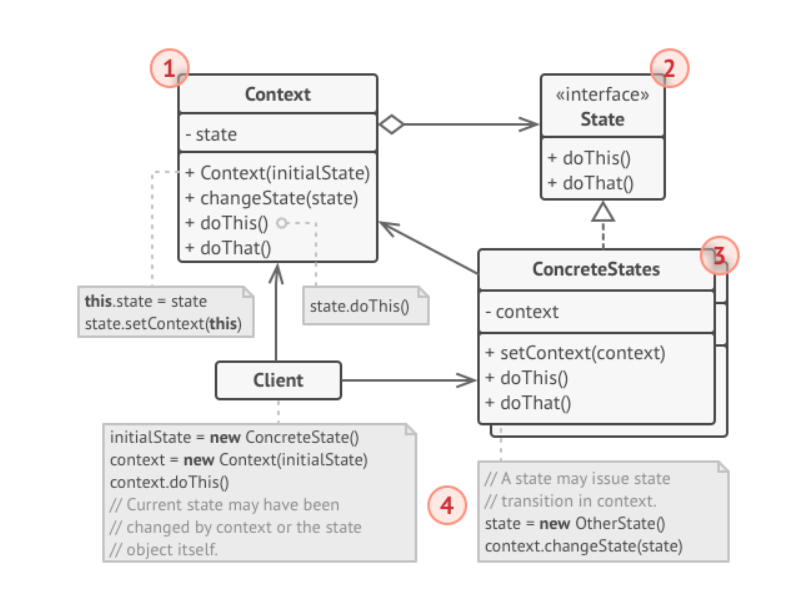 1
Context
- state
+ Context(initialState)
+ changeState(state)
+ doThis()
+ doThat()
2
«interface»
State
+ doThis()
+ doThat()
3
ConcreteStates
- context
+ setContext(context)
+ doThis()
+ doThat()
this.state = state
state.setContext(this)
state.doThis()
Client
initialState = new ConcreteState()
context = new Context(initialState)
context.doThis()
// Current state may have been
// changed by context or the state
// object itself.
4
// A state may issue state
// transition in context.
state = new OtherState()
context.changeState(state)